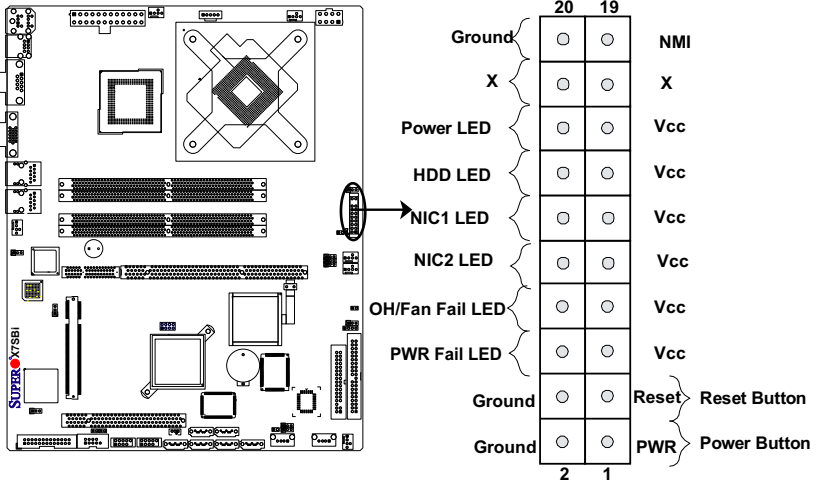 20 19
Ground NMI
X X
Power LED Vcc
HDD LED Vcc
NIC1 LED Vcc
NIC2 LED Vcc
OH/Fan Fail LED Vcc
PWR Fail LED Vcc
Ground Reset Reset Button
Ground PWR Power Button
2 1
SUPER X7SBi